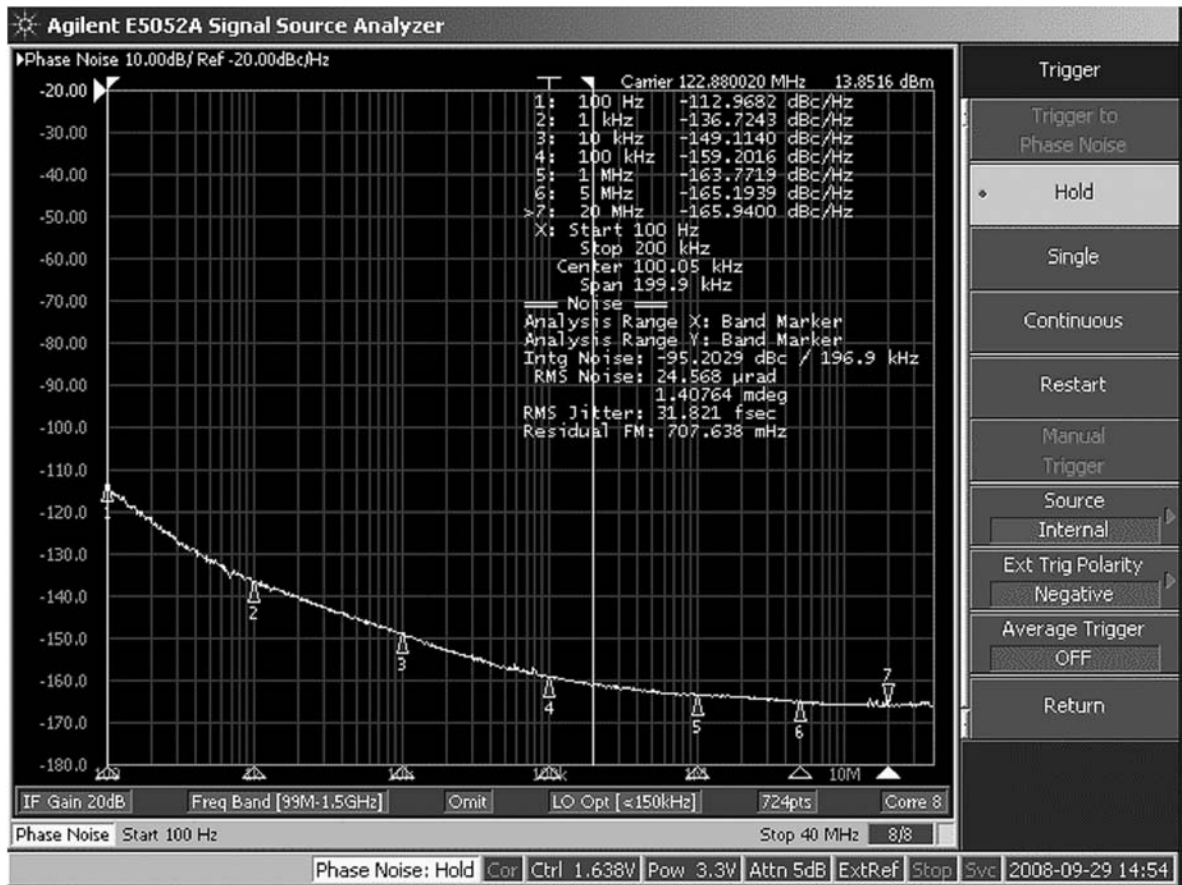 Agilent E5052A Signal Source Analyzer
Phase Noise 10.00dB/ Ref -20.00dBc/Hz
Carrier 122.880020 MHz 13.8516 dBm
1: 100 Hz -112.9682 dBc/Hz
2: 1 kHz -136.7243 dBc/Hz
3: 10 kHz -149.1140 dBc/Hz
4: 100 kHz -159.2016 dBc/Hz
5: 1 MHz -163.7719 dBc/Hz
6: 5 MHz -165.1939 dBc/Hz
>7: 20 MHz -165.9400 dBc/Hz
X: Start 100 Hz
Stop 200 kHz
Center 100.05 kHz
Span 199.9 kHz
Noise
Analysis Range X: Band Marker
Analysis Range Y: Band Marker
Intg Noise: -95.2029 dBc / 196.9 kHz
RMS Noise: 24.568 µrad
1.40764 mdeg
RMS Jitter: 31.821 fsec
Residual FM: 707.638 mHz
-20.00
-30.00
-40.00
-50.00
-60.00
-70.00
-80.00
-90.00
-100.0
-110.0
-120.0
-130.0
-140.0
-150.0
-160.0
-170.0
-180.0
1
2
3
4
5
6
7
100k
10M
IF Gain 20dB
Freq Band [99M-1.5GHz]
Omit
LO Opt [<150kHz]
724pts
Corre 8
Phase Noise Start 100 Hz
Stop 40 MHz 8/8
Phase Noise: Hold Cor Ctrl 1.638V Pow 3.3V Attn 5dB ExtRef Stop Svc 2008-09-29 14:54
Trigger
Trigger to
Phase Noise
Hold
Single
Continuous
Restart
Manual
Trigger
Source
Internal
Ext Trig Polarity
Negative
Average Trigger
OFF
Return